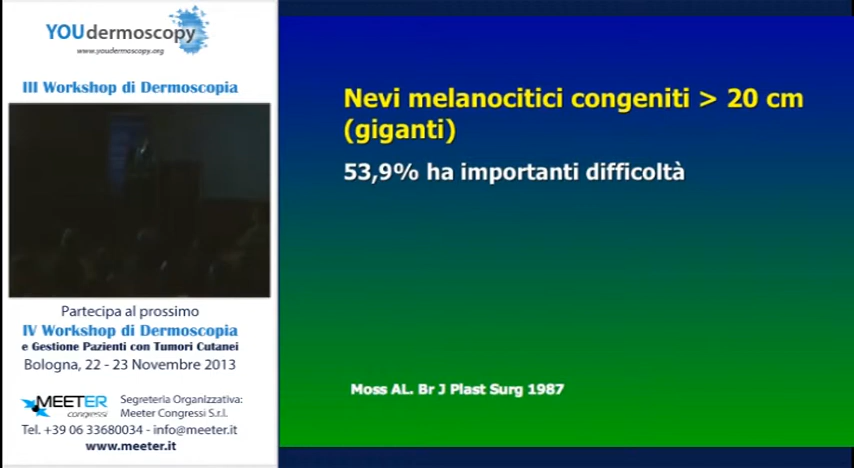 YOUdermoscopy
www.youdermoscopy.org
III Workshop di Dermoscopia
Partecipa al prossimo
IV Workshop di Dermoscopia
e Gestione Pazienti con Tumori Cutanei
Bologna, 22 - 23 Novembre 2013
MEETER
congressi
Segreteria Organizzativa:
Meeter Congressi S.r.l.
Tel. +39 06 33680034 - info@meeter.it
www.meeter.it
Nevi melanocitici congeniti > 20 cm
(giganti)
53,9% ha importanti difficoltà
Moss AL. Br J Plast Surg 1987